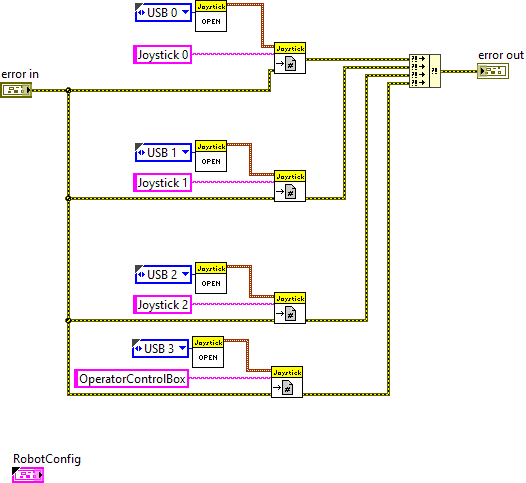 USB 0
Joystick
OPEN
Joystick 0
Joystick
#
error in
?!
?!
?!
?!
?!
error out
USB 1
Joystick
OPEN
Joystick 1
Joystick
#
USB 2
Joystick
OPEN
Joystick 2
Joystick
#
USB 3
Joystick
OPEN
OperatorControlBox
Joystick
#
RobotConfig